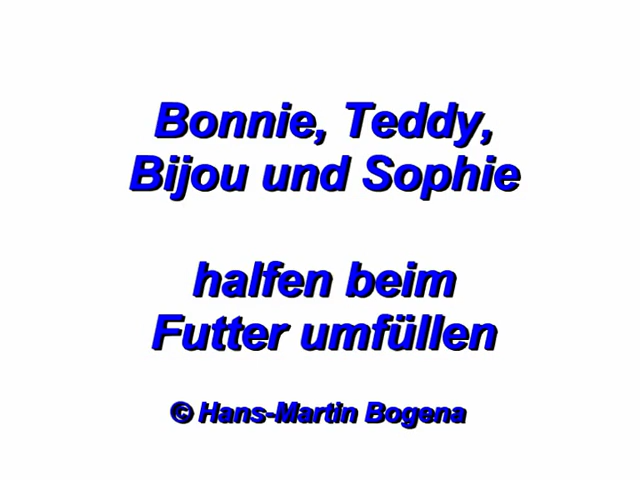 Bonnie, Teddy,
Bijou und Sophie
halfen beim
Futter umfüllen
© Hans-Martin Bogena